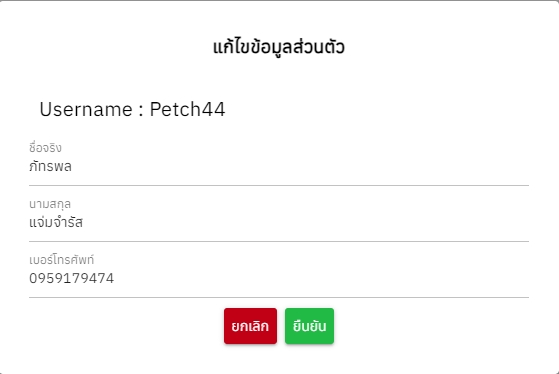 แก้ไขข้อมูลส่วนตัว
Username : Petch44
ชื่อจริง
ภัทรพล
นามสกุล
แจ่มจำรัส
เบอร์โทรศัพท์
0959179474
ยกเลิก ยืนยัน